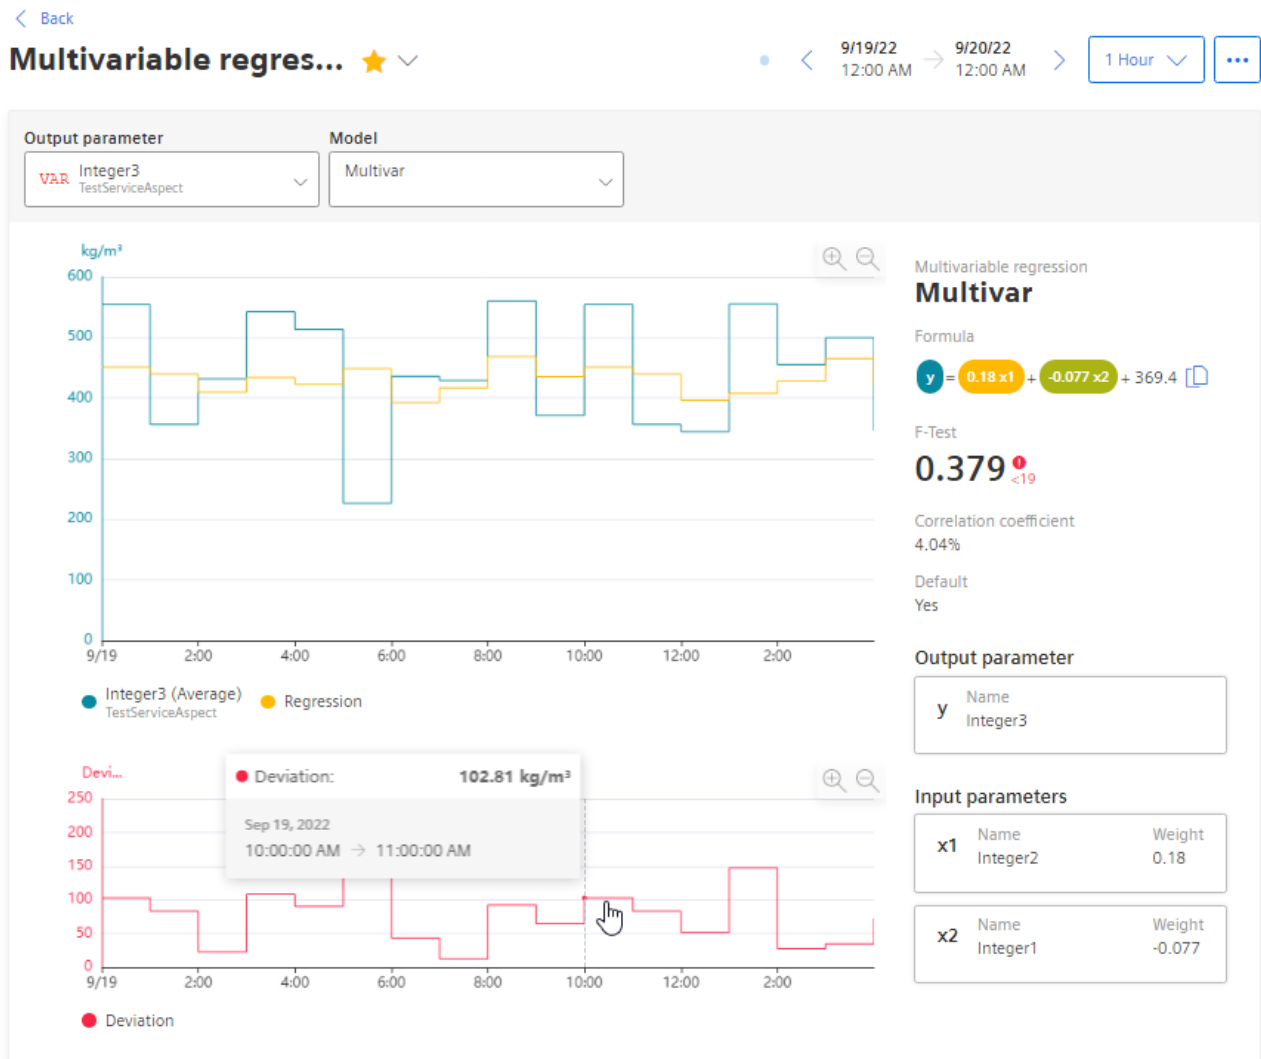 Back
Multivariable regres...
9/19/22 9/20/22
12:00 AM 12:00 AM
1 Hour
Output parameter Model
VAR Integer3
TestServiceAspect
Multivar
kg/m³
600
500
400
300
200
100
0
9/19 2:00 4:00 6:00 8:00 10:00 12:00 2:00
Integer3 (Average) Regression
TestServiceAspect
Devi...
250
200
150
100
50
0
Deviation: 102.81 kg/m³
Sep 19, 2022
10:00:00 AM → 11:00:00 AM
9/19 2:00 4:00 6:00 8:00 10:00 12:00 2:00
Deviation
Multivariable regression
Multivar
Formula
y = 0.18 x1 + -0.077 x2 + 369.4
F-Test
0.379
<19
Correlation coefficient
4.04%
Default
Yes
Output parameter
y Name
Integer3
Input parameters
x1 Name Weight
Integer2 0.18
x2 Name Weight
Integer1 -0.077